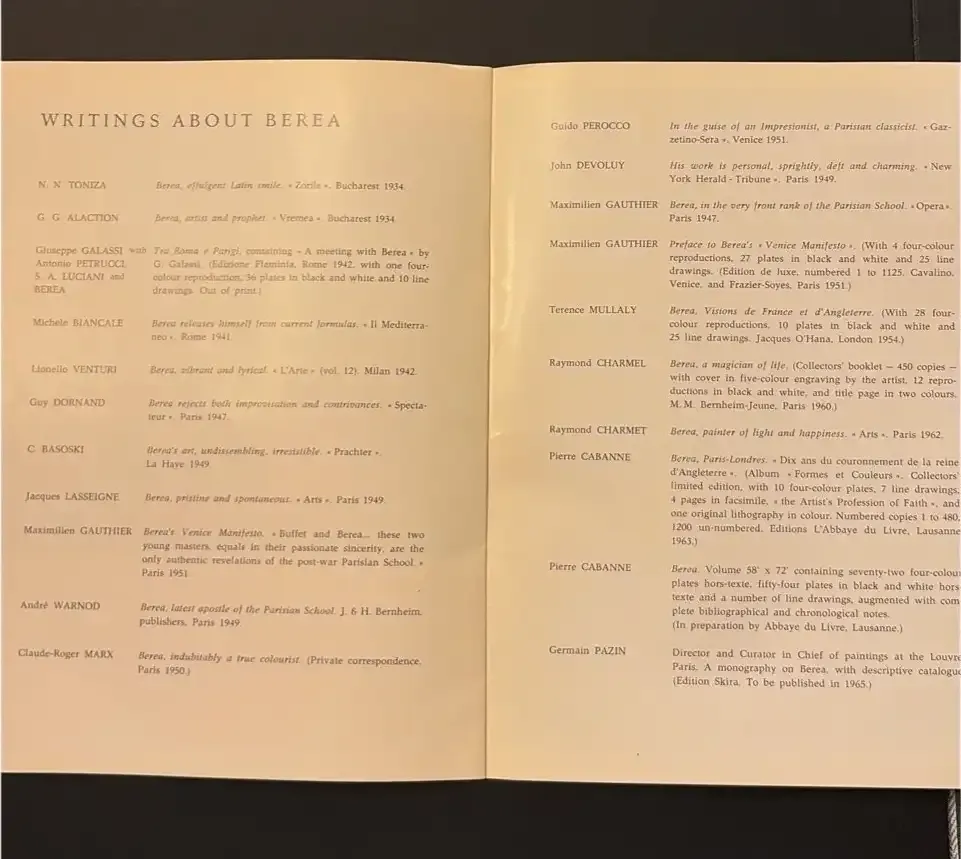 WRITINGS ABOUT BEREA
N. N. TONIZA Berea, effulgent Latin smile. « Zorile ». Bucharest 1934.
G. G. ALACTION Berea, artist and prophet. « Vremea ». Bucharest 1934.
Giuseppe GALASSI with Tra Roma e Parigi, containing « A meeting with Berea » by
Antonio PETRUCCI, G. Galassi. (Edizione Flaminia, Rome 1942, with one four-
S. A. LUCIANI and colour reproduction, 36 plates in black and white and 10 line
BEREA drawings. Out of print.)
Michele BIANCALE Berea releases himself from current formulas. « Il Mediterra-
neo ». Rome 1941.
Lionello VENTURI Berea, vibrant and lyrical. « L'Arte » (vol. 12). Milan 1942.
Guy DORNAND Berea rejects both improvisation and contrivances. « Specta-
teur ». Paris 1947.
C. BASOSKI Berea's art, undissembling, irresistible. « Prachter ».
La Haye 1949.
Jacques LASSEIGNE Berea, pristine and spontaneous. « Arts ». Paris 1949.
Maximilien GAUTHIER Berea's Venice Manifesto. « Buffet and Berea... these two
young masters, equals in their passionate sincerity, are the
only authentic revelations of the post-war Parisian School. »
Paris 1951.
André WARNOD Berea, latest apostle of the Parisian School. J. & H. Bernheim,
publishers, Paris 1949.
Claude-Roger MARX Berea, indubitably a true colourist. (Private correspondence.
Paris 1950.)
Guido PEROCCO In the guise of an Impresionist, a Parisian classicist. « Gaz-
zetino-Sera ». Venice 1951.
John DEVOLUY His work is personal, sprightly, deft and charming. « New
York Herald - Tribune ». Paris 1949.
Maximilien GAUTHIER Berea, in the very front rank of the Parisian School. « Opera ».
Paris 1947.
Maximilien GAUTHIER Preface to Berea's « Venice Manifesto ». (With 4 four-colour
reproductions, 27 plates in black and white and 25 line
drawings. (Edition de luxe, numbered 1 to 1125. Cavalino,
Venice, and Frazier-Soyes, Paris 1951.)
Terence MULLALY Berea, Visions de France et d'Angleterre. (With 28 four-
colour reproductions, 10 plates in black and white and
25 line drawings. Jacques O'Hana, London 1954.)
Raymond CHARMEL Berea, a magician of life. (Collectors' booklet — 450 copies —
with cover in five-colour engraving by the artist, 12 repro-
ductions in black and white, and title page in two colours.
M. M. Bernheim-Jeune, Paris 1960.)
Raymond CHARMET Berea, painter of light and happiness. « Arts ». Paris 1962.
Pierre CABANNE Berea, Paris-Londres. « Dix ans du couronnement de la reine
d'Angleterre ». (Album « Formes et Couleurs ». Collectors'
limited edition, with 10 four-colour plates, 7 line drawings,
4 pages in facsimile, « the Artist's Profession of Faith », and
one original lithography in colour. Numbered copies 1 to 480,
1200 un-numbered. Editions L'Abbaye du Livre, Lausanne
1963.)
Pierre CABANNE Berea. Volume 58' x 72' containing seventy-two four-colour
plates hors-texte, fifty-four plates in black and white hors
texte and a number of line drawings, augmented with com
plete bibliographical and chronological notes.
(In preparation by Abbaye du Livre, Lausanne.)
Germain PAZIN Director and Curator in Chief of paintings at the Louvre
Paris. A monography on Berea, with descriptive catalogue
(Edition Skira. To be published in 1965.)